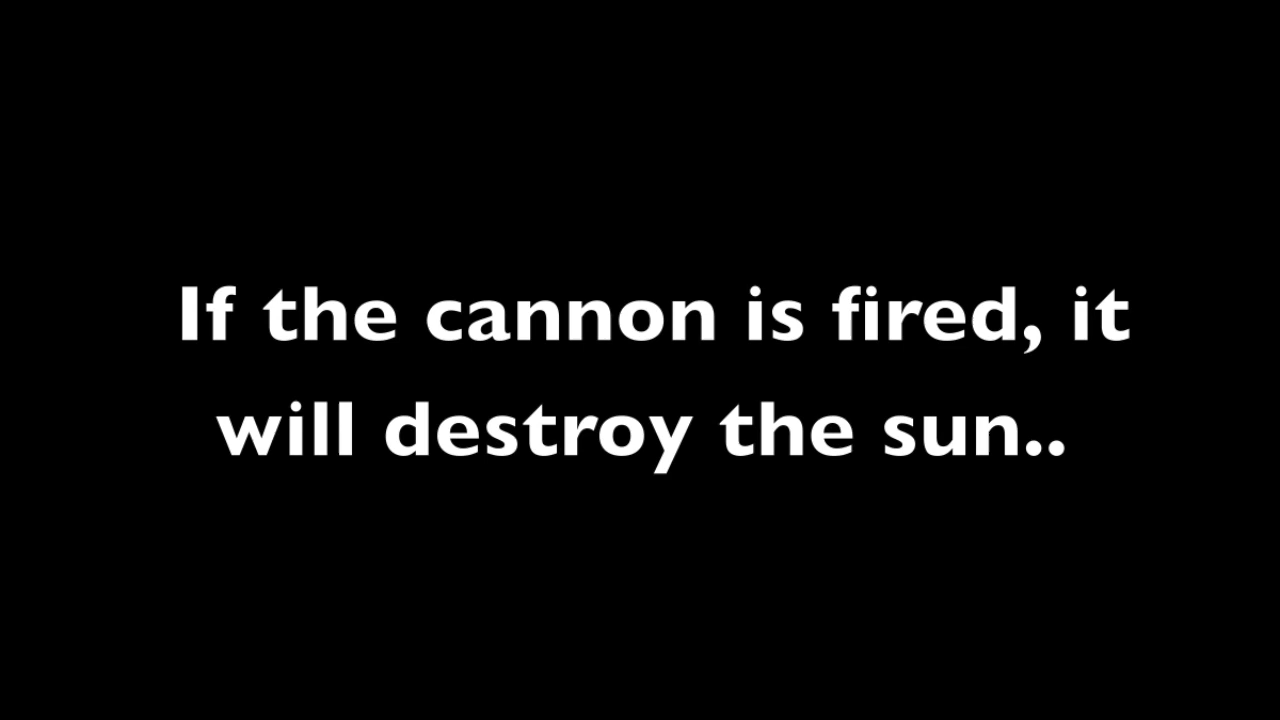 If the cannon is fired, it
will destroy the sun..